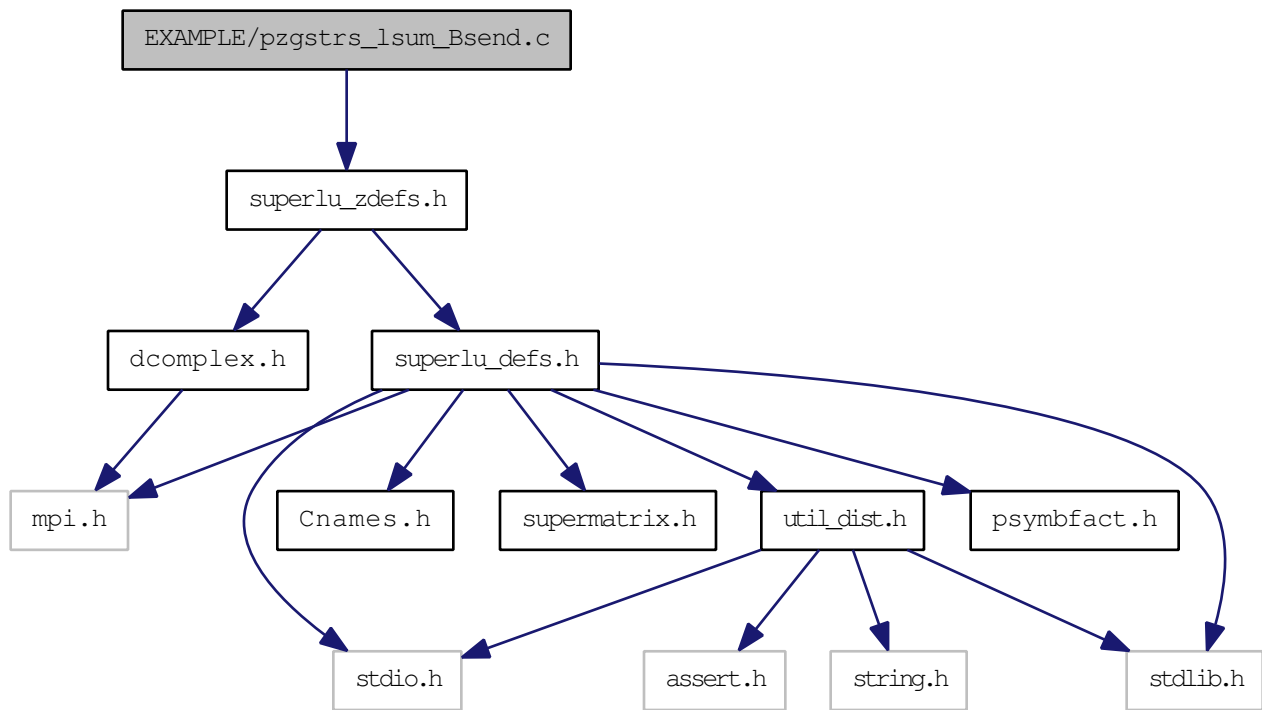 EXAMPLE/pzgstrs_lsum_Bsend.c
superlu_zdefs.h
dcomplex.h
superlu_defs.h
mpi.h
Cnames.h
supermatrix.h
util_dist.h
psymbfact.h
stdio.h
assert.h
string.h
stdlib.h